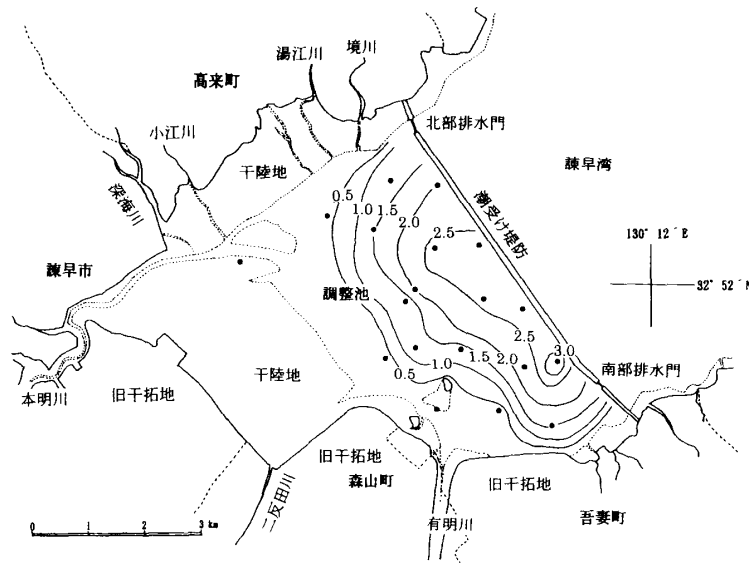 境川
湯江川
高来町
北部排水門
小江川
諫早湾
干陸地
深海川
0.5
1.0
1.5
2.0
潮受け堤防
2.5
130° 12′ E
諫早市
32° 52′ N
調整池
2.5
3.0
干陸地
1.5
2.0
南部排水門
1.0
0.5
本明川
旧干拓地
旧干拓地
森山町
旧干拓地
二反田川
有明川
吾妻町
0 1 2 3 km